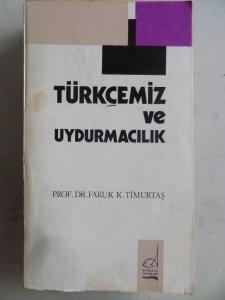 TÜRKÇEMİZ
ve
UYDURMACILIK
PROF. DR. FARUK K. TİMURTAŞ